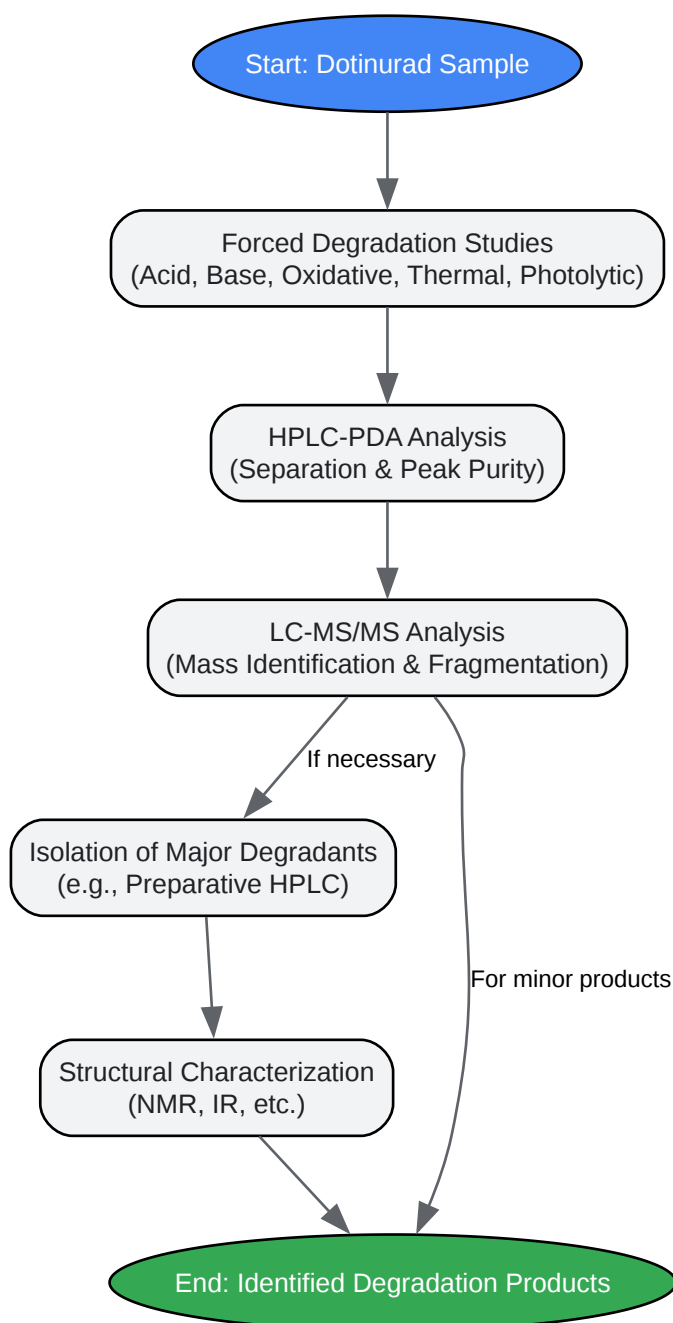 Start: Dotinurad Sample
Forced Degradation Studies
(Acid, Base, Oxidative, Thermal, Photolytic)
HPLC-PDA Analysis
(Separation & Peak Purity)
LC-MS/MS Analysis
(Mass Identification & Fragmentation)
If necessary
Isolation of Major Degradants
(e.g., Preparative HPLC)
For minor products
Structural Characterization
(NMR, IR, etc.)
End: Identified Degradation Products